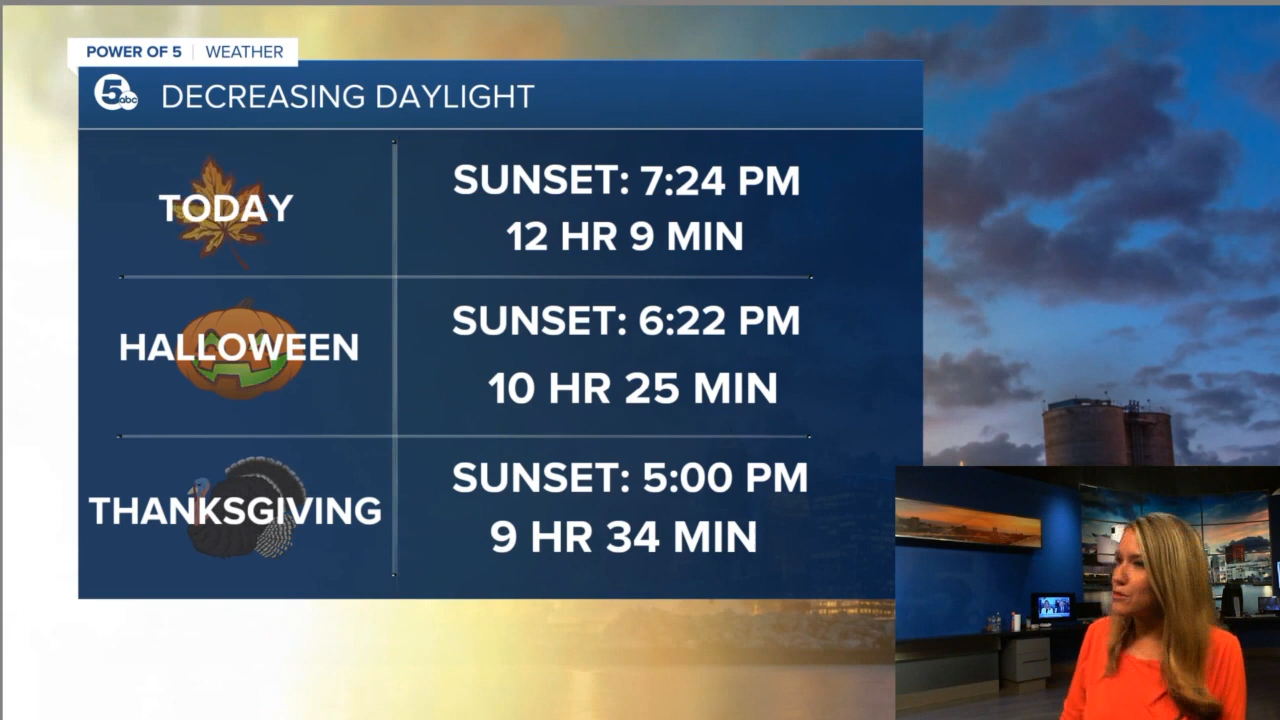 POWER OF 5 | WEATHER
5 abc DECREASING DAYLIGHT
TODAY
SUNSET: 7:24 PM
12 HR 9 MIN
HALLOWEEN
SUNSET: 6:22 PM
10 HR 25 MIN
THANKSGIVING
SUNSET: 5:00 PM
9 HR 34 MIN